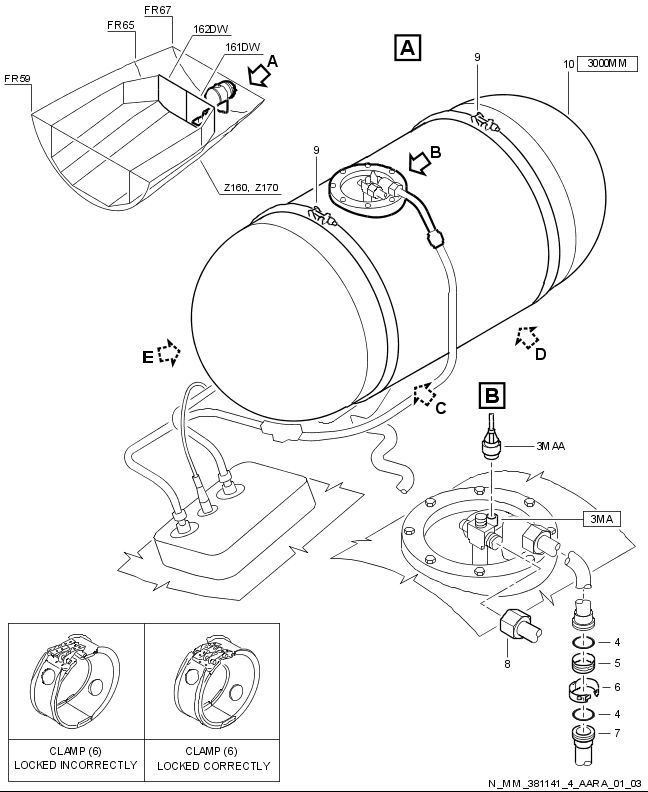 FR67
FR65
162DW
161DW
A
FR59
Z160, Z170
A
9
10
3000MM
9
B
E
D
C
B
3MAA
3MA
8
4
5
6
4
7
CLAMP (6)
LOCKED INCORRECTLY
CLAMP (6)
LOCKED CORRECTLY
N_MM_381141_4_AARA_01_03